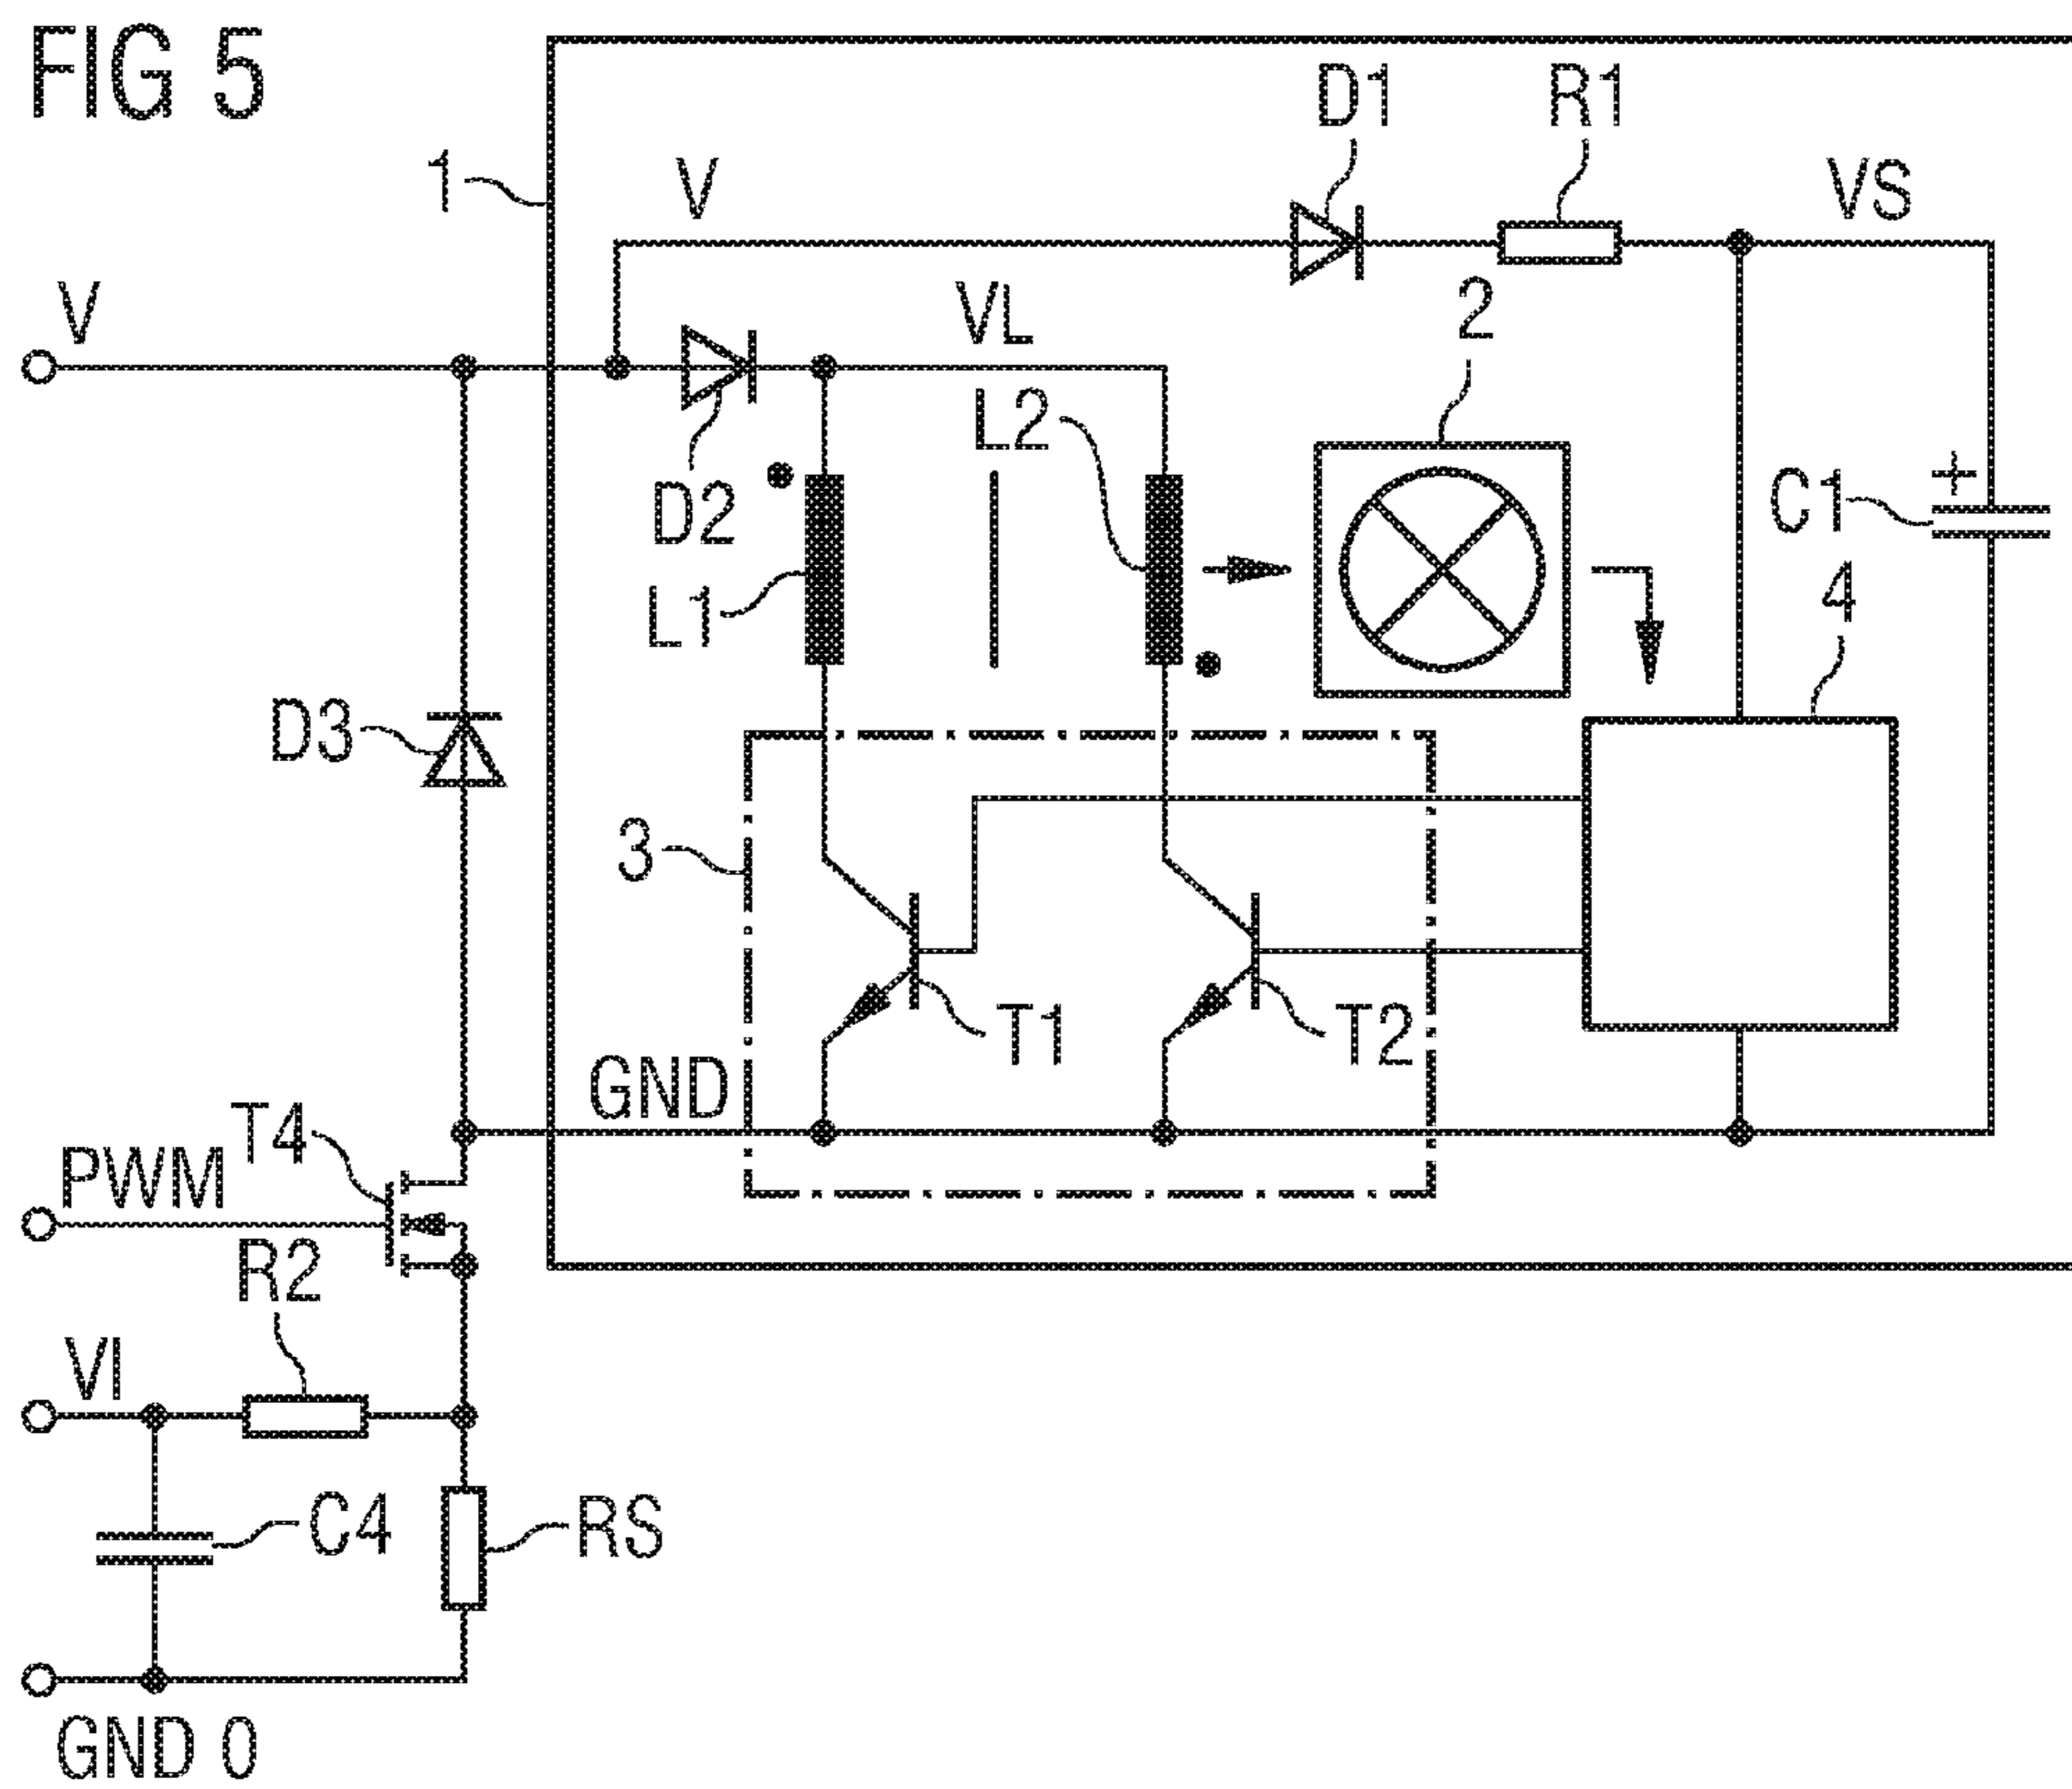 FIG 5
D1
R1
1
V
VS
V
VL
2
L2
D2
C1
4
L1
D3
3
T1
T2
GND
T4
PWM
R2
VI
C4
RS
GND 0